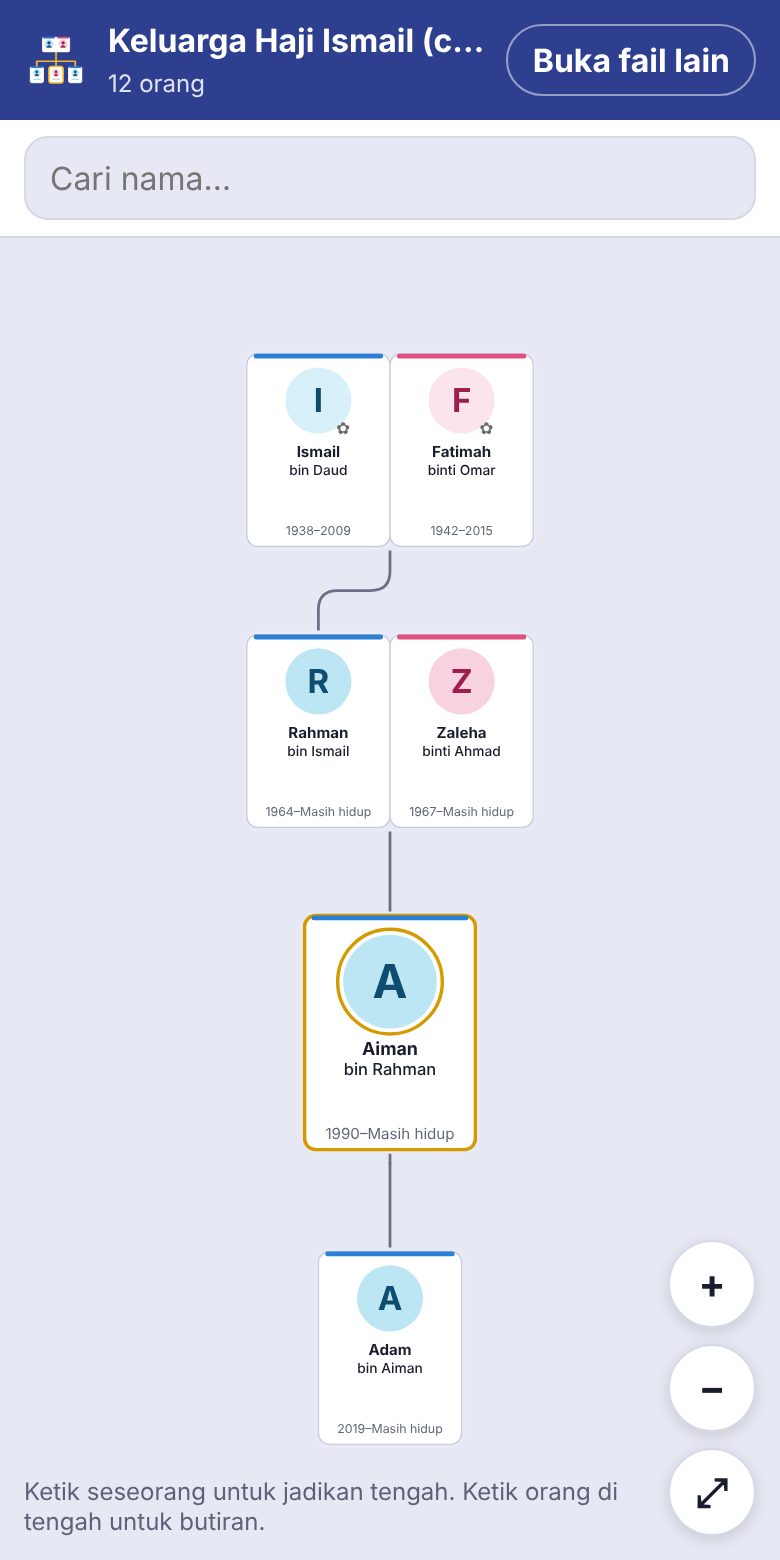 Keluarga Haji Ismail (c...
12 orang
Buka fail lain
Cari nama...
I
F
Ismail
bin Daud
Fatimah
binti Omar
1938–2009
1942–2015
R
Z
Rahman
bin Ismail
Zaleha
binti Ahmad
1964–Masih hidup
1967–Masih hidup
A
Aiman
bin Rahman
1990–Masih hidup
A
Adam
bin Aiman
2019–Masih hidup
+
−
Ketik seseorang untuk jadikan tengah. Ketik orang di
tengah untuk butiran.